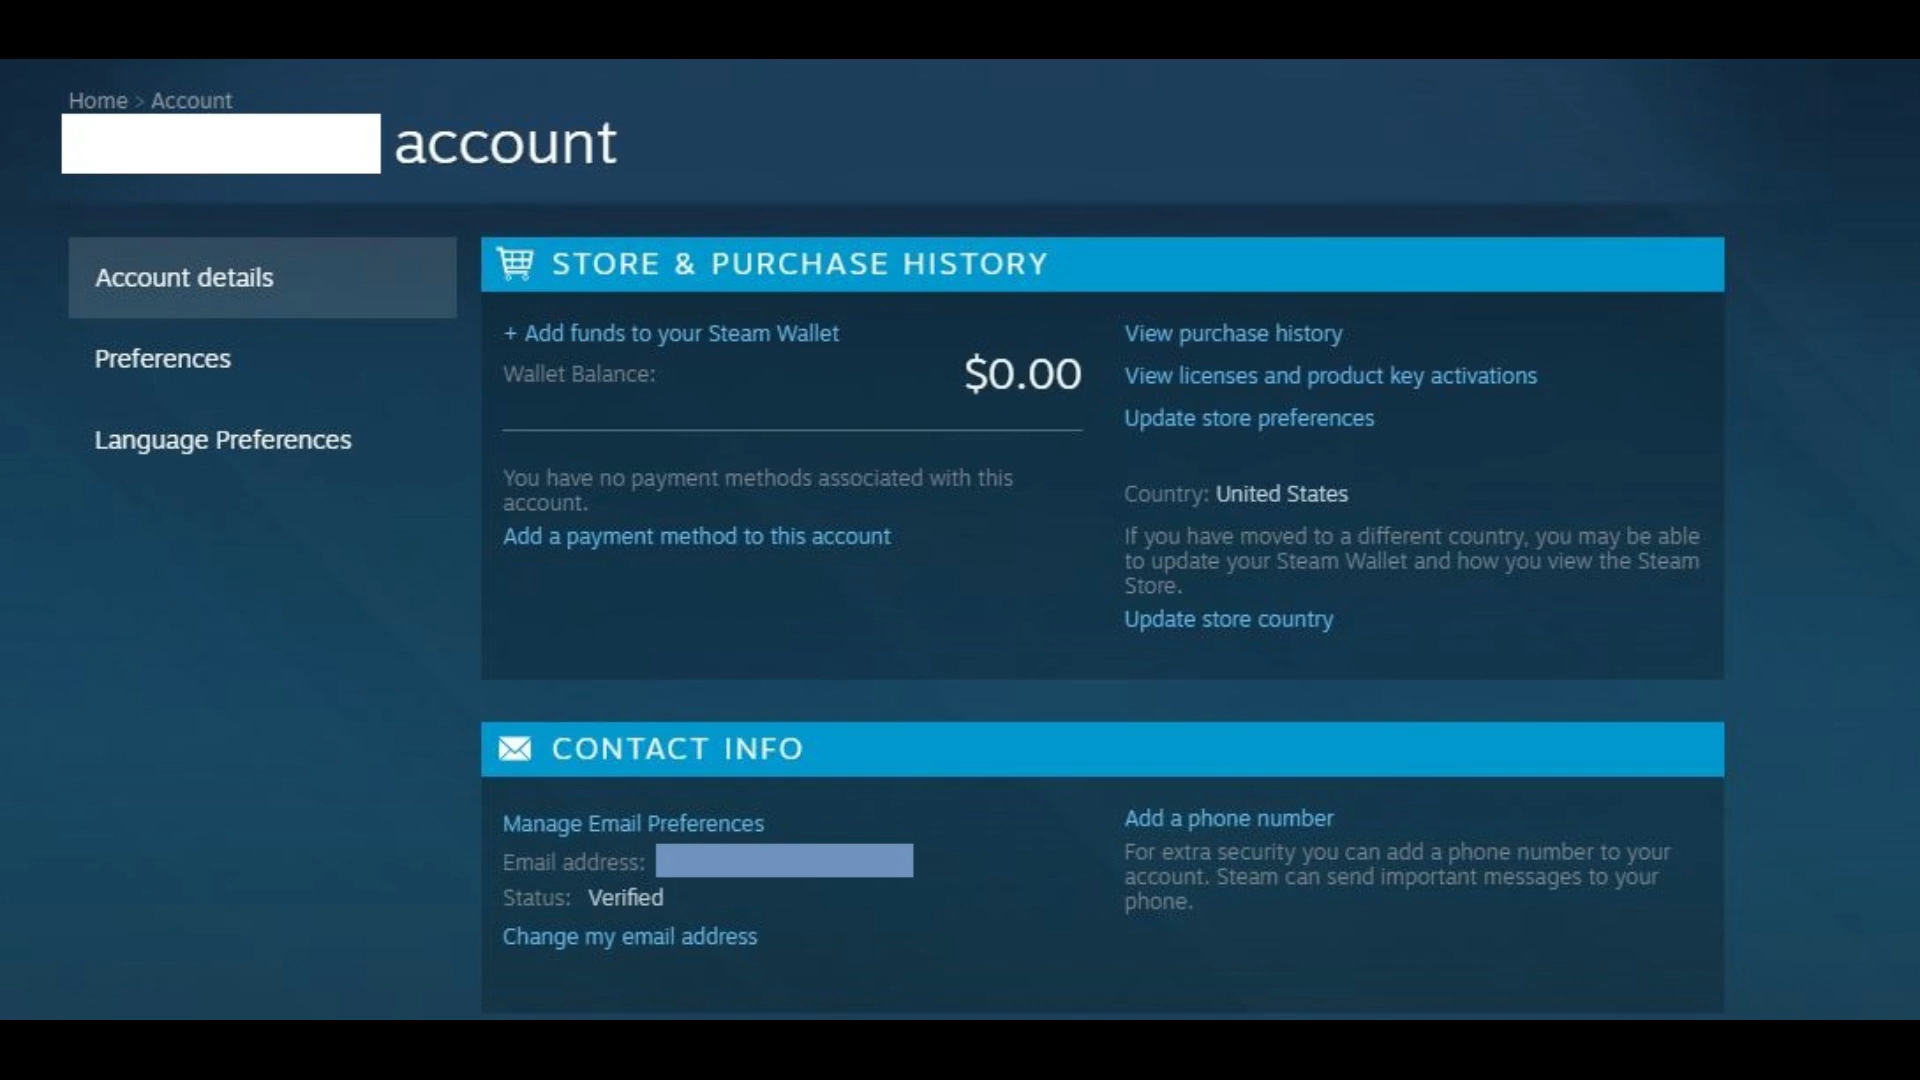 Home > Account
account
Account details
Preferences
Language Preferences
STORE & PURCHASE HISTORY
+ Add funds to your Steam Wallet
Wallet Balance:
$0.00
You have no payment methods associated with this
account.
Add a payment method to this account
View purchase history
View licenses and product key activations
Update store preferences
Country: United States
If you have moved to a different country, you may be able
to update your Steam Wallet and how you view the Steam
Store.
Update store country
CONTACT INFO
Manage Email Preferences
Email address:
Status: Verified
Change my email address
Add a phone number
For extra security you can add a phone number to your
account. Steam can send important messages to your
phone.